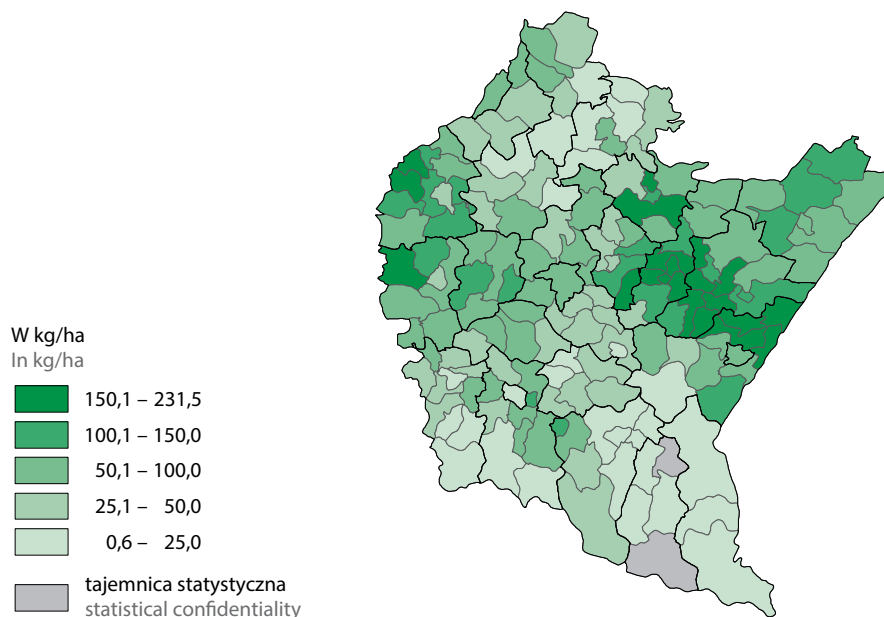 W kg/ha
In kg/ha
150,1 – 231,5
100,1 – 150,0
50,1 – 100,0
25,1 – 50,0
0,6 – 25,0
tajemnica statystyczna
statistical confidentiality